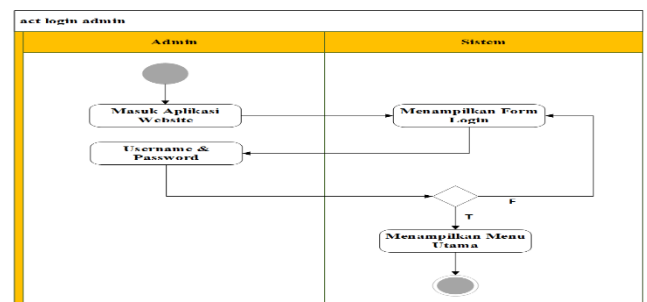 act login admin
Admin
Sistem
Masuk Aplikasi
Website
Menampilkan Form
Login
Username &
Password
F
T
Menampilkan Menu
Utama